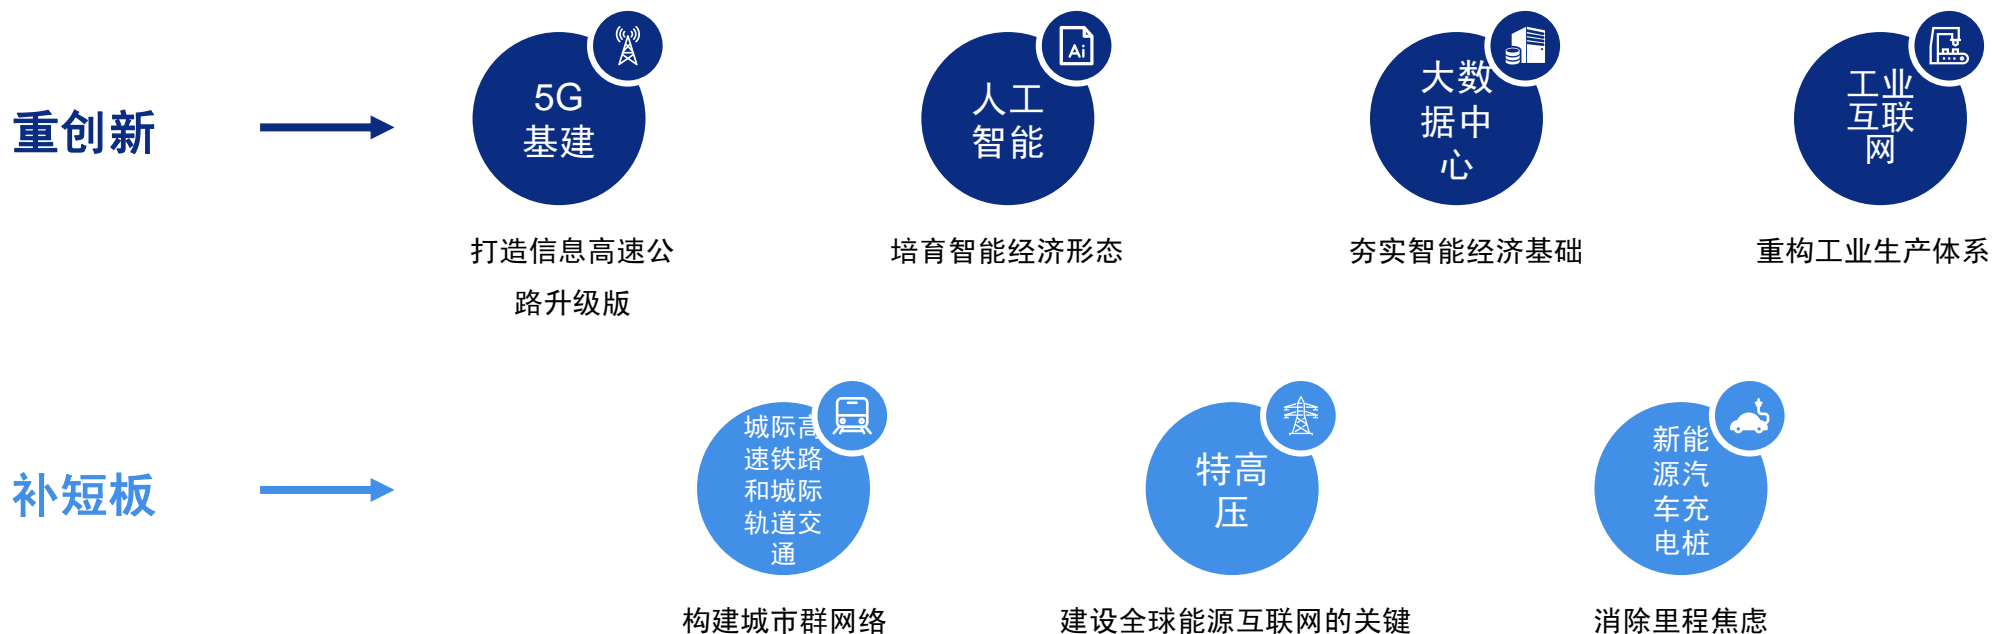 重创新
5G
基建
打造信息高速公
路升级版
人工
智能
Ai
培育智能经济形态
大数
据中
心
夯实智能经济基础
工业
互联
网
重构工业生产体系
补短板
城际高
速铁路
和城际
轨道交
通
构建城市群网络
特高
压
建设全球能源互联网的关键
新能
源汽
车充
电桩
消除里程焦虑